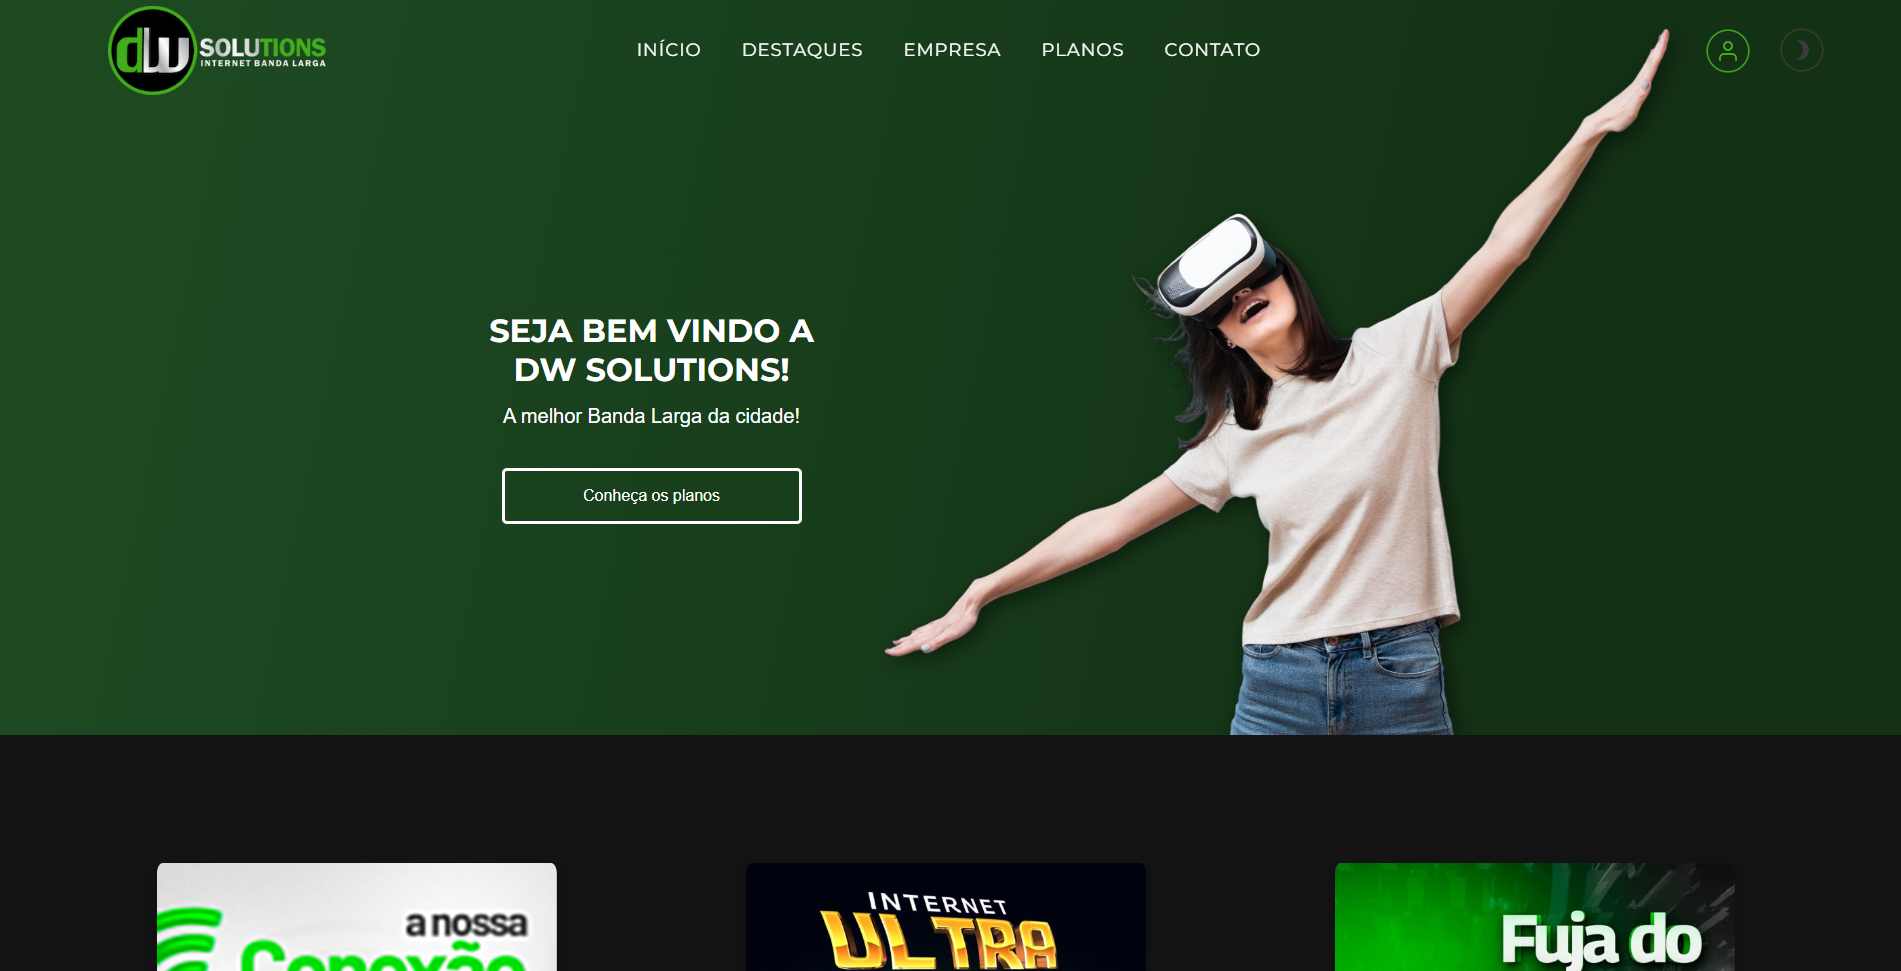 dw SOLUTIONS
INTERNET BANDA LARGA
INÍCIO DESTAQUES EMPRESA PLANOS CONTATO
SEJA BEM VINDO A
DW SOLUTIONS!
A melhor Banda Larga da cidade!
Conheça os planos
a nossa
Conexão
INTERNET
ULTRA
Fuja do